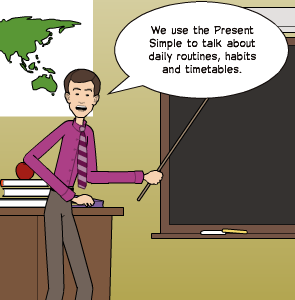 We use the Present
Simple to talk about
daily routines, habits
and timetables.